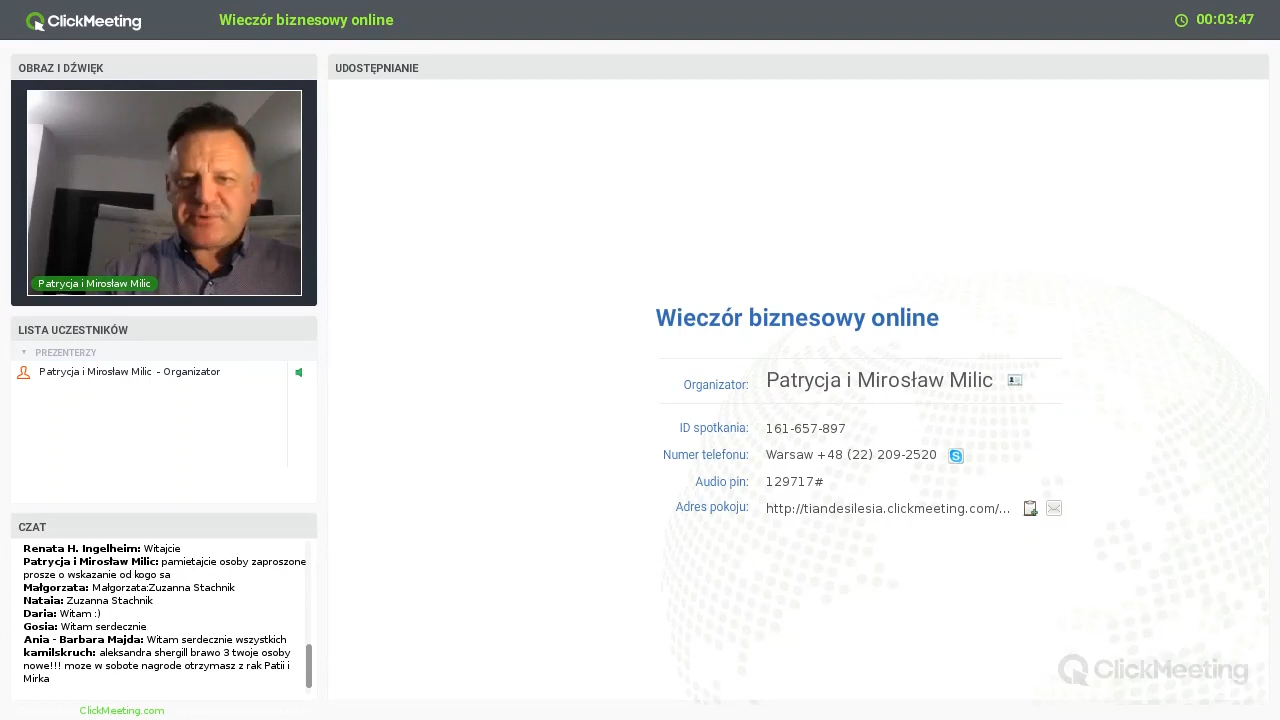 ClickMeeting
Wieczór biznesowy online
00:03:47
OBRAZ I DŹWIĘK
UDOSTĘPNIANIE
Patrycja i Mirosław Milic
LISTA UCZESTNIKÓW
PREZENTERZY
Patrycja i Mirosław Milic - Organizator
CZAT
Renata H. Ingelheim: Witajcie
Patrycja i Mirosław Milic: pamietajcie osoby zaproszone
prosze o wskazanie od kogo sa
Małgorzata: Małgorzata:Zuzanna Stachnik
Nataia: Zuzanna Stachnik
Daria: Witam :)
Gosia: Witam serdecznie
Ania - Barbara Majda: Witam serdecznie wszystkich
kamilskruch: aleksandra shergill brawo 3 twoje osoby
nowe!!! moze w sobote nagrode otrzymasz z rak Patii i
Mirka
ClickMeeting.com
Wieczór biznesowy online
Organizator: Patrycja i Mirosław Milic
ID spotkania: 161-657-897
Numer telefonu: Warsaw +48 (22) 209-2520
Audio pin: 129717#
Adres pokoju: http://tiandesilesia.clickmeeting.com/...
ClickMeeting